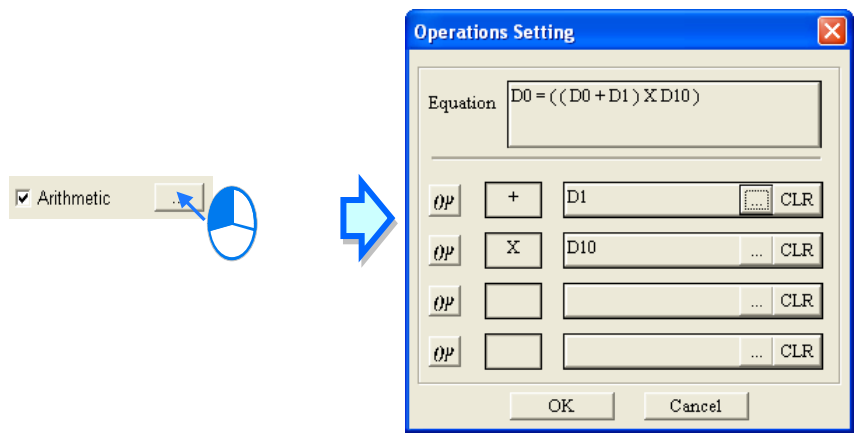 Operations Setting
Equation D0 = ( ( D0 + D1 ) X D10 )
Arithmetic ...
OP + D1 ... CLR
OP X D10 ... CLR
OP ... CLR
OP ... CLR
OK Cancel